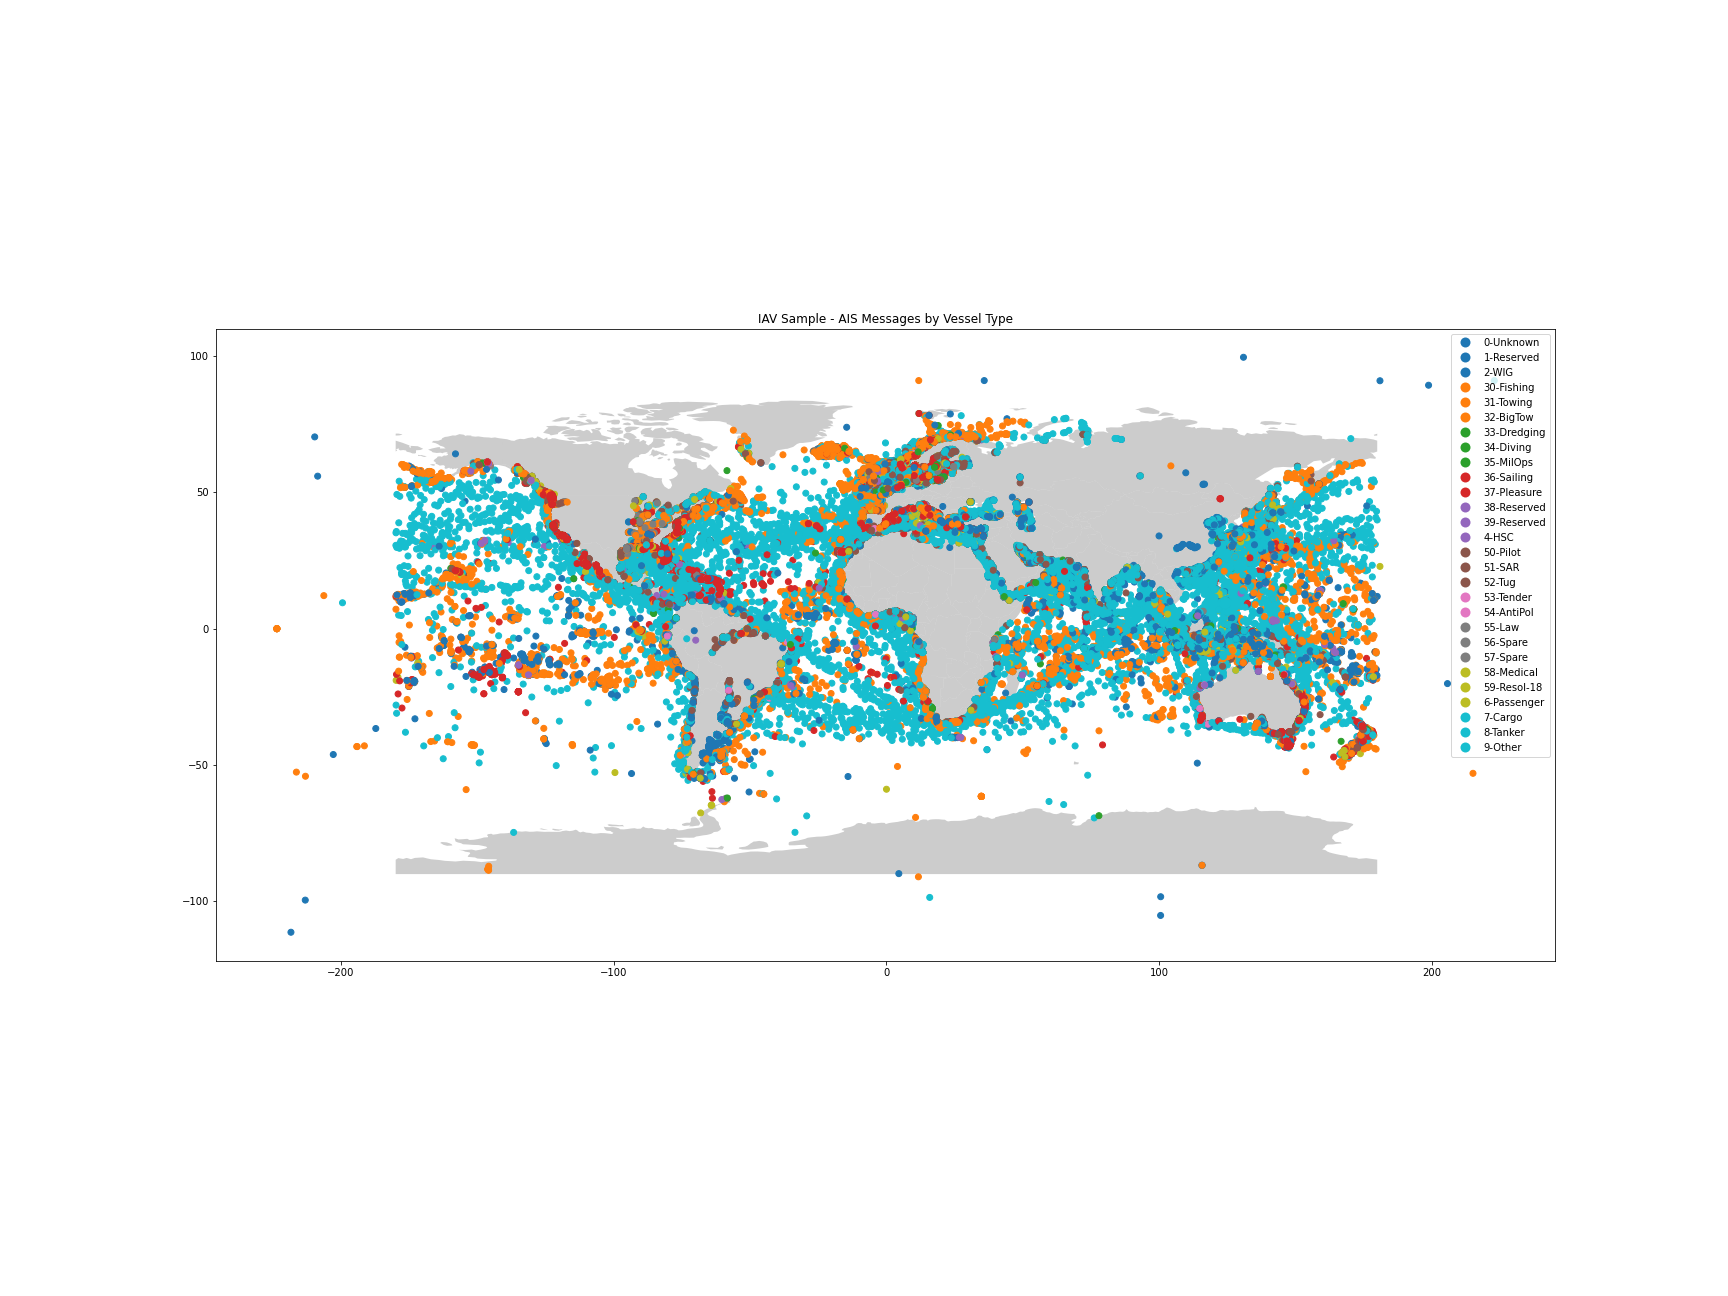 IAV Sample - AIS Messages by Vessel Type
100
50
0
−50
−100
−200
−100
0
100
200
0-Unknown
1-Reserved
2-WIG
30-Fishing
31-Towing
32-BigTow
33-Dredging
34-Diving
35-MilOps
36-Sailing
37-Pleasure
38-Reserved
39-Reserved
4-HSC
50-Pilot
51-SAR
52-Tug
53-Tender
54-AntiPol
55-Law
56-Spare
57-Spare
58-Medical
59-Resol-18
6-Passenger
7-Cargo
8-Tanker
9-Other